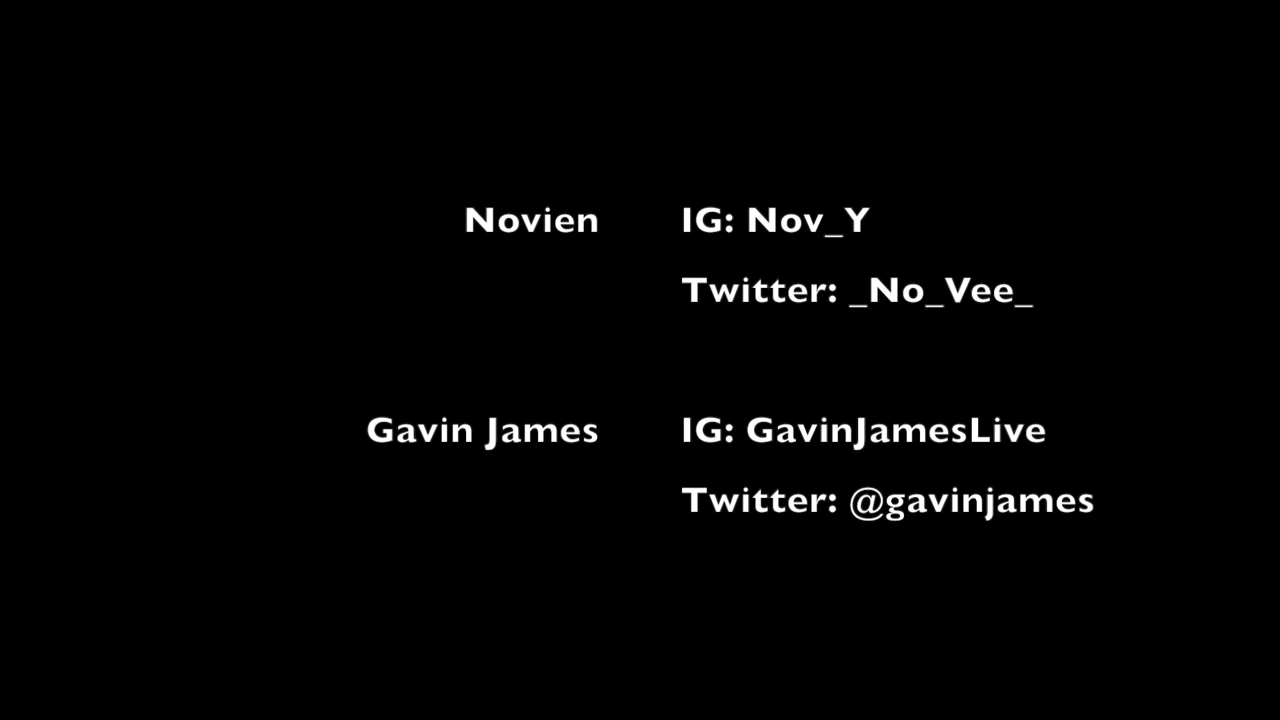 Novien IG: Nov_Y
Twitter: _No_Vee_
Gavin James IG: GavinJamesLive
Twitter: @gavinjames